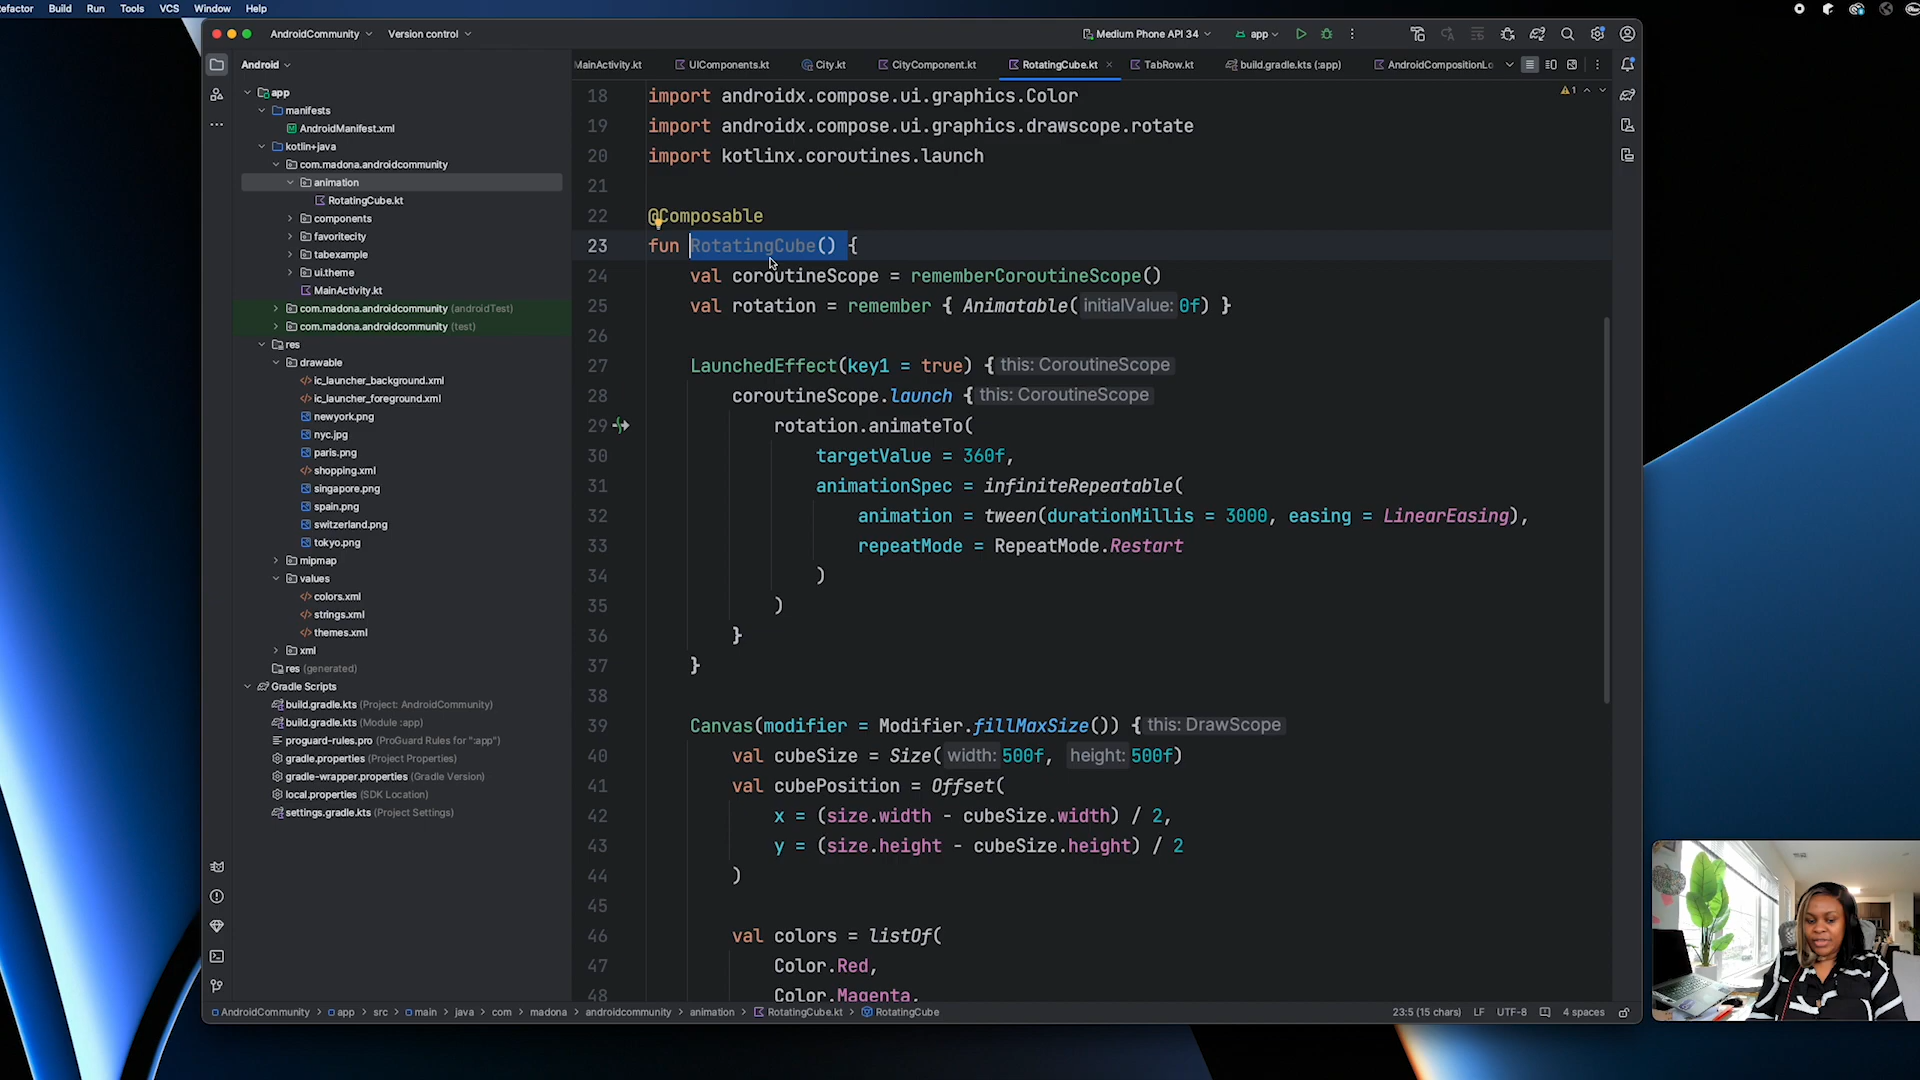 efactor Build Run Tools VCS Window Help
AndroidCommunity Version control Medium Phone API 34 app
Android
MainActivity.kt UIComponents.kt City.kt CityComponent.kt RotatingCube.kt TabRow.kt build.gradle.kts (:app) AndroidCompositionLo
app
manifests
AndroidManifest.xml
kotlin+java
com.madona.androidcommunity
animation
RotatingCube.kt
components
favoritecity
tabexample
ui.theme
MainActivity.kt
com.madona.androidcommunity (androidTest)
com.madona.androidcommunity (test)
res
drawable
ic_launcher_background.xml
ic_launcher_foreground.xml
newyork.png
nyc.jpg
paris.png
shopping.xml
singapore.png
spain.png
switzerland.png
tokyo.png
mipmap
values
colors.xml
strings.xml
themes.xml
xml
res (generated)
Gradle Scripts
build.gradle.kts (Project: AndroidCommunity)
build.gradle.kts (Module :app)
proguard-rules.pro (ProGuard Rules for ":app")
gradle.properties (Project Properties)
gradle-wrapper.properties (Gradle Version)
local.properties (SDK Location)
settings.gradle.kts (Project Settings)
1
18 import androidx.compose.ui.graphics.Color
19 import androidx.compose.ui.graphics.drawscope.rotate
20 import kotlinx.coroutines.launch
21
22 @Composable
23 fun RotatingCube() {
24 val coroutineScope = rememberCoroutineScope()
25 val rotation = remember { Animatable( initialValue: 0f) }
26
27 LaunchedEffect(key1 = true) { this: CoroutineScope
28 coroutineScope.launch { this: CoroutineScope
29 rotation.animateTo(
30 targetValue = 360f,
31 animationSpec = infiniteRepeatable(
32 animation = tween(durationMillis = 3000, easing = LinearEasing),
33 repeatMode = RepeatMode.Restart
34 )
35 )
36 }
37 }
38
39 Canvas(modifier = Modifier.fillMaxSize()) { this: DrawScope
40 val cubeSize = Size( width: 500f, height: 500f)
41 val cubePosition = Offset(
42 x = (size.width - cubeSize.width) / 2,
43 y = (size.height - cubeSize.height) / 2
44 )
45
46 val colors = listOf(
47 Color.Red,
48 Color.Magenta,
AndroidCommunity > app > src > main > java > com > madona > androidcommunity > animation > RotatingCube.kt > RotatingCube 23:5 (15 chars) LF UTF-8 4 spaces